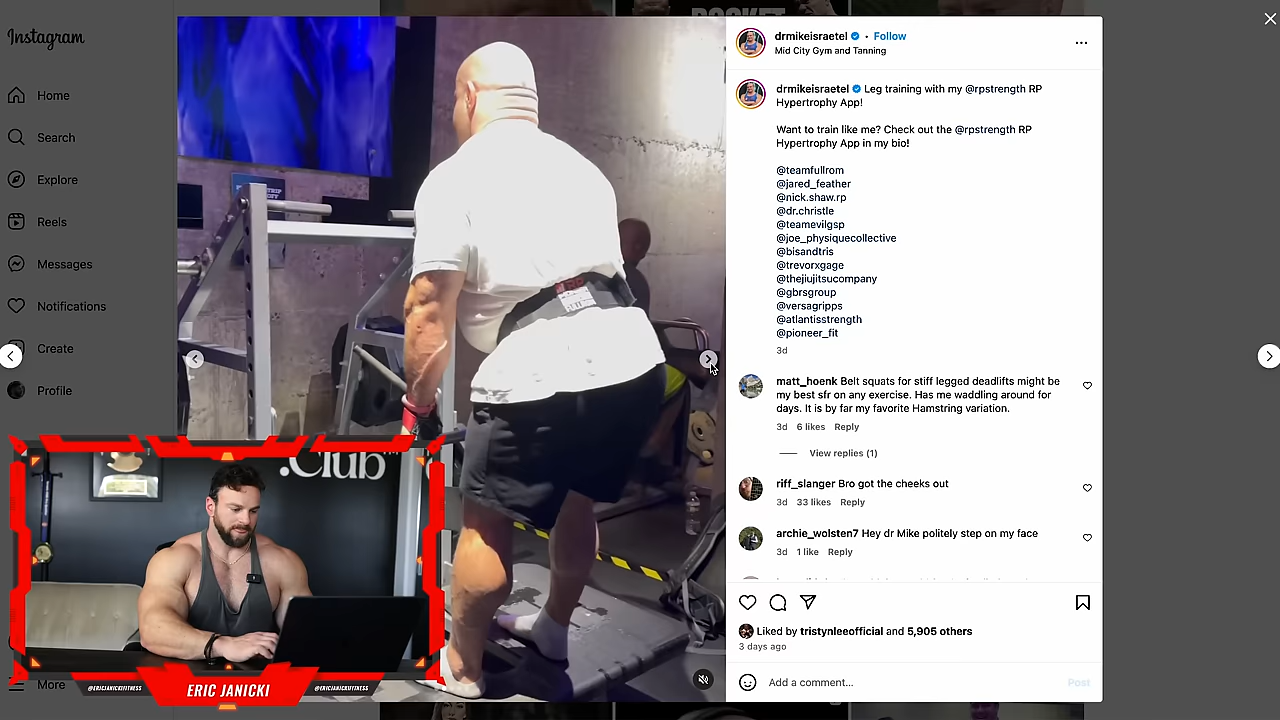 Instagram
Home
Search
Explore
Reels
Messages
Notifications
Create
Profile
More
drmikeisraetel • Follow
Mid City Gym and Tanning
drmikeisraetel Leg training with my @rpstrength RP
Hypertrophy App!
Want to train like me? Check out the @rpstrength RP
Hypertrophy App in my bio!
@teamfullrom
@jared_feather
@nick.shaw.rp
@dr.christle
@teamevilgsp
@joe_physiquecollective
@bisandtris
@trevorxgage
@thejiujitsucompany
@gbrsgroup
@versagripps
@atlantisstrength
@pioneer_fit
3d
matt_hoenk Belt squats for stiff legged deadlifts might be
my best sfr on any exercise. Has me waddling around for
days. It is by far my favorite Hamstring variation.
3d 6 likes Reply
View replies (1)
riff_slanger Bro got the cheeks out
3d 33 likes Reply
archie_wolsten7 Hey dr Mike politely step on my face
3d 1 like Reply
Liked by tristynleeofficial and 5,905 others
3 days ago
Add a comment...
Post
.Club
@ERICJANICKIFITNESS
ERIC JANICKI
@ERICJANICKIFITNESS